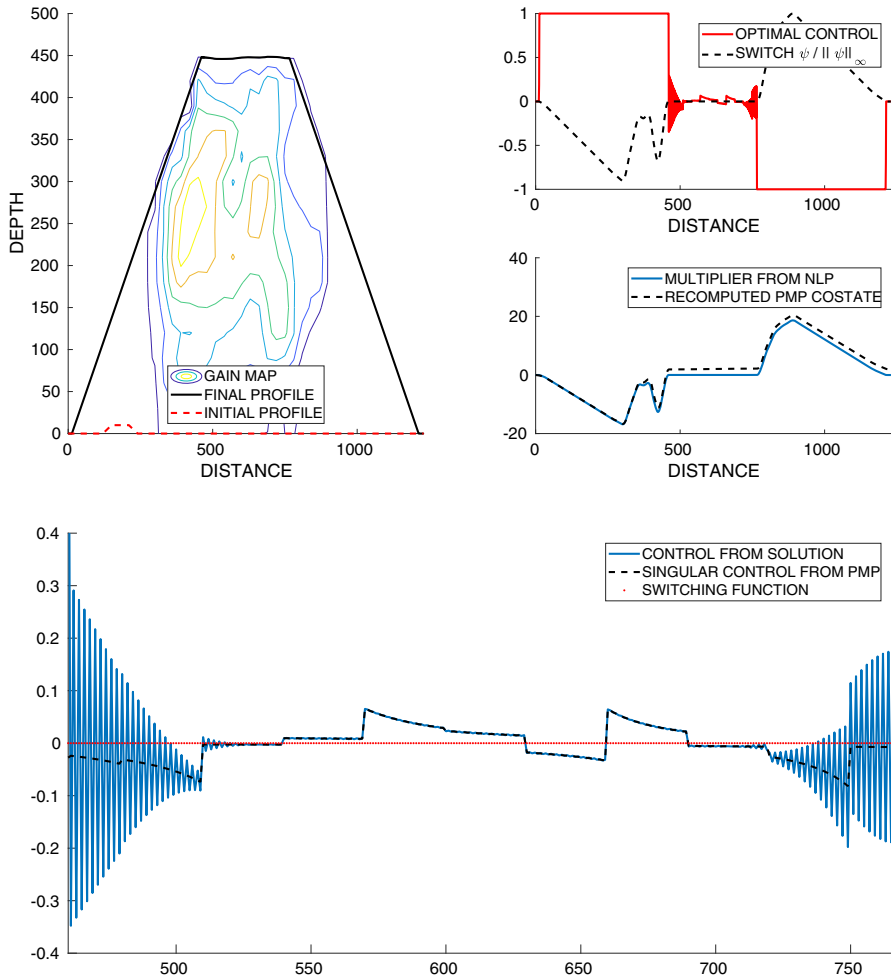 500
450
400
350
300
250
200
150
100
50
0
DEPTH
GAIN MAP
FINAL PROFILE
INITIAL PROFILE
0 500 1000
DISTANCE
1
0.5
0
-0.5
-1
OPTIMAL CONTROL
SWITCH ψ / || ψ||∞
0 500 1000
DISTANCE
40
20
0
-20
MULTIPLIER FROM NLP
RECOMPUTED PMP COSTATE
0 500 1000
DISTANCE
0.4
0.3
0.2
0.1
0
-0.1
-0.2
-0.3
-0.4
CONTROL FROM SOLUTION
SINGULAR CONTROL FROM PMP
SWITCHING FUNCTION
500 550 600 650 700 750